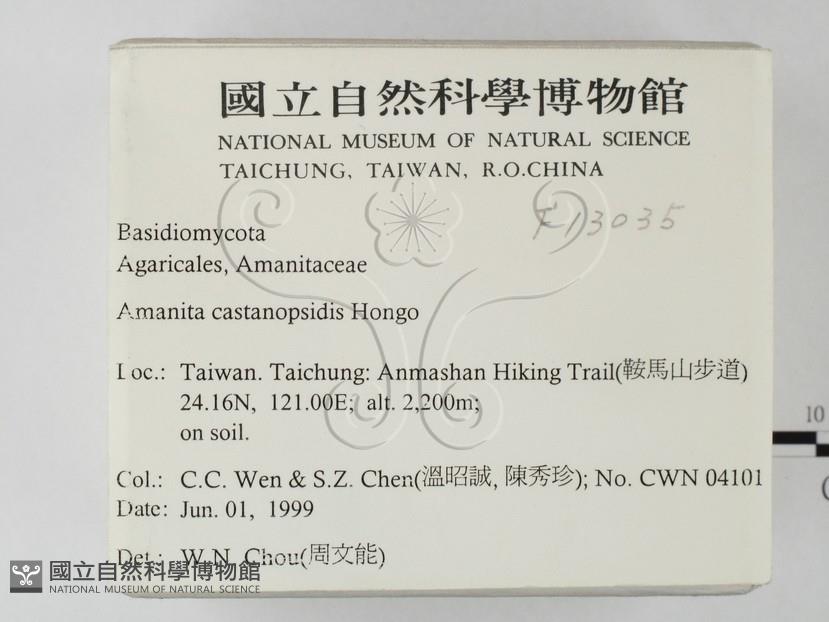 國立自然科學博物館
NATIONAL MUSEUM OF NATURAL SCIENCE
TAICHUNG, TAIWAN, R.O.CHINA
F13035
Basidiomycota
Agaricales, Amanitaceae
Amanita castanopsidis Hongo
Loc.: Taiwan. Taichung: Anmashan Hiking Trail(鞍馬山步道)
24.16N, 121.00E; alt. 2,200m;
on soil.
Col.: C.C. Wen & S.Z. Chen(溫昭誠, 陳秀珍); No. CWN 04101
Date: Jun. 01, 1999
Det.: W.N. Chou(周文能)
10
國立自然科學博物館
NATIONAL MUSEUM OF NATURAL SCIENCE